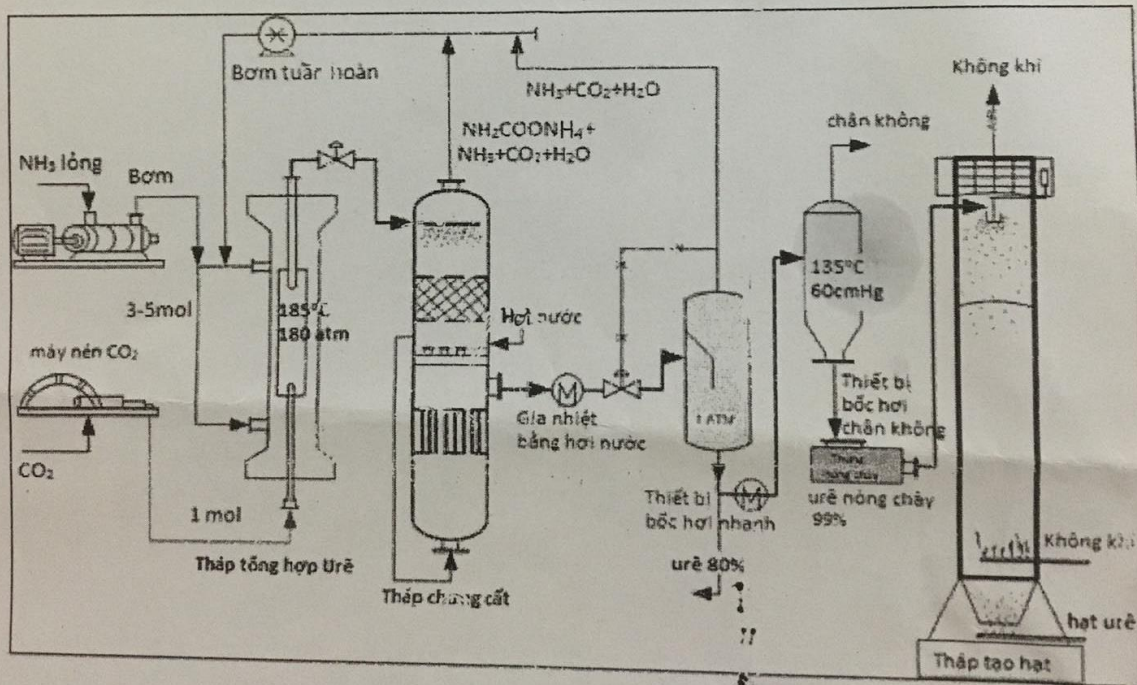 Bơm tuần hoàn
NH₃+CO₂+H₂O
NH₂COONH₄+
NH₃+CO₂+H₂O
NH₃ lỏng
Bơm
3-5mol
185°C
180 atm
máy nén CO₂
CO₂
1 mol
Tháp tổng hợp Urê
Hơi nước
Gia nhiệt
bằng hơi nước
Tháp chưng cất
1 ATM
Thiết bị
bốc hơi nhanh
urê 80%
chân không
135°C
60cmHg
Thiết bị
bốc hơi
chân không
Thùng
nóng chảy
urê nóng chảy
99%
Không khí
Không khí
hạt urê
Tháp tạo hạt